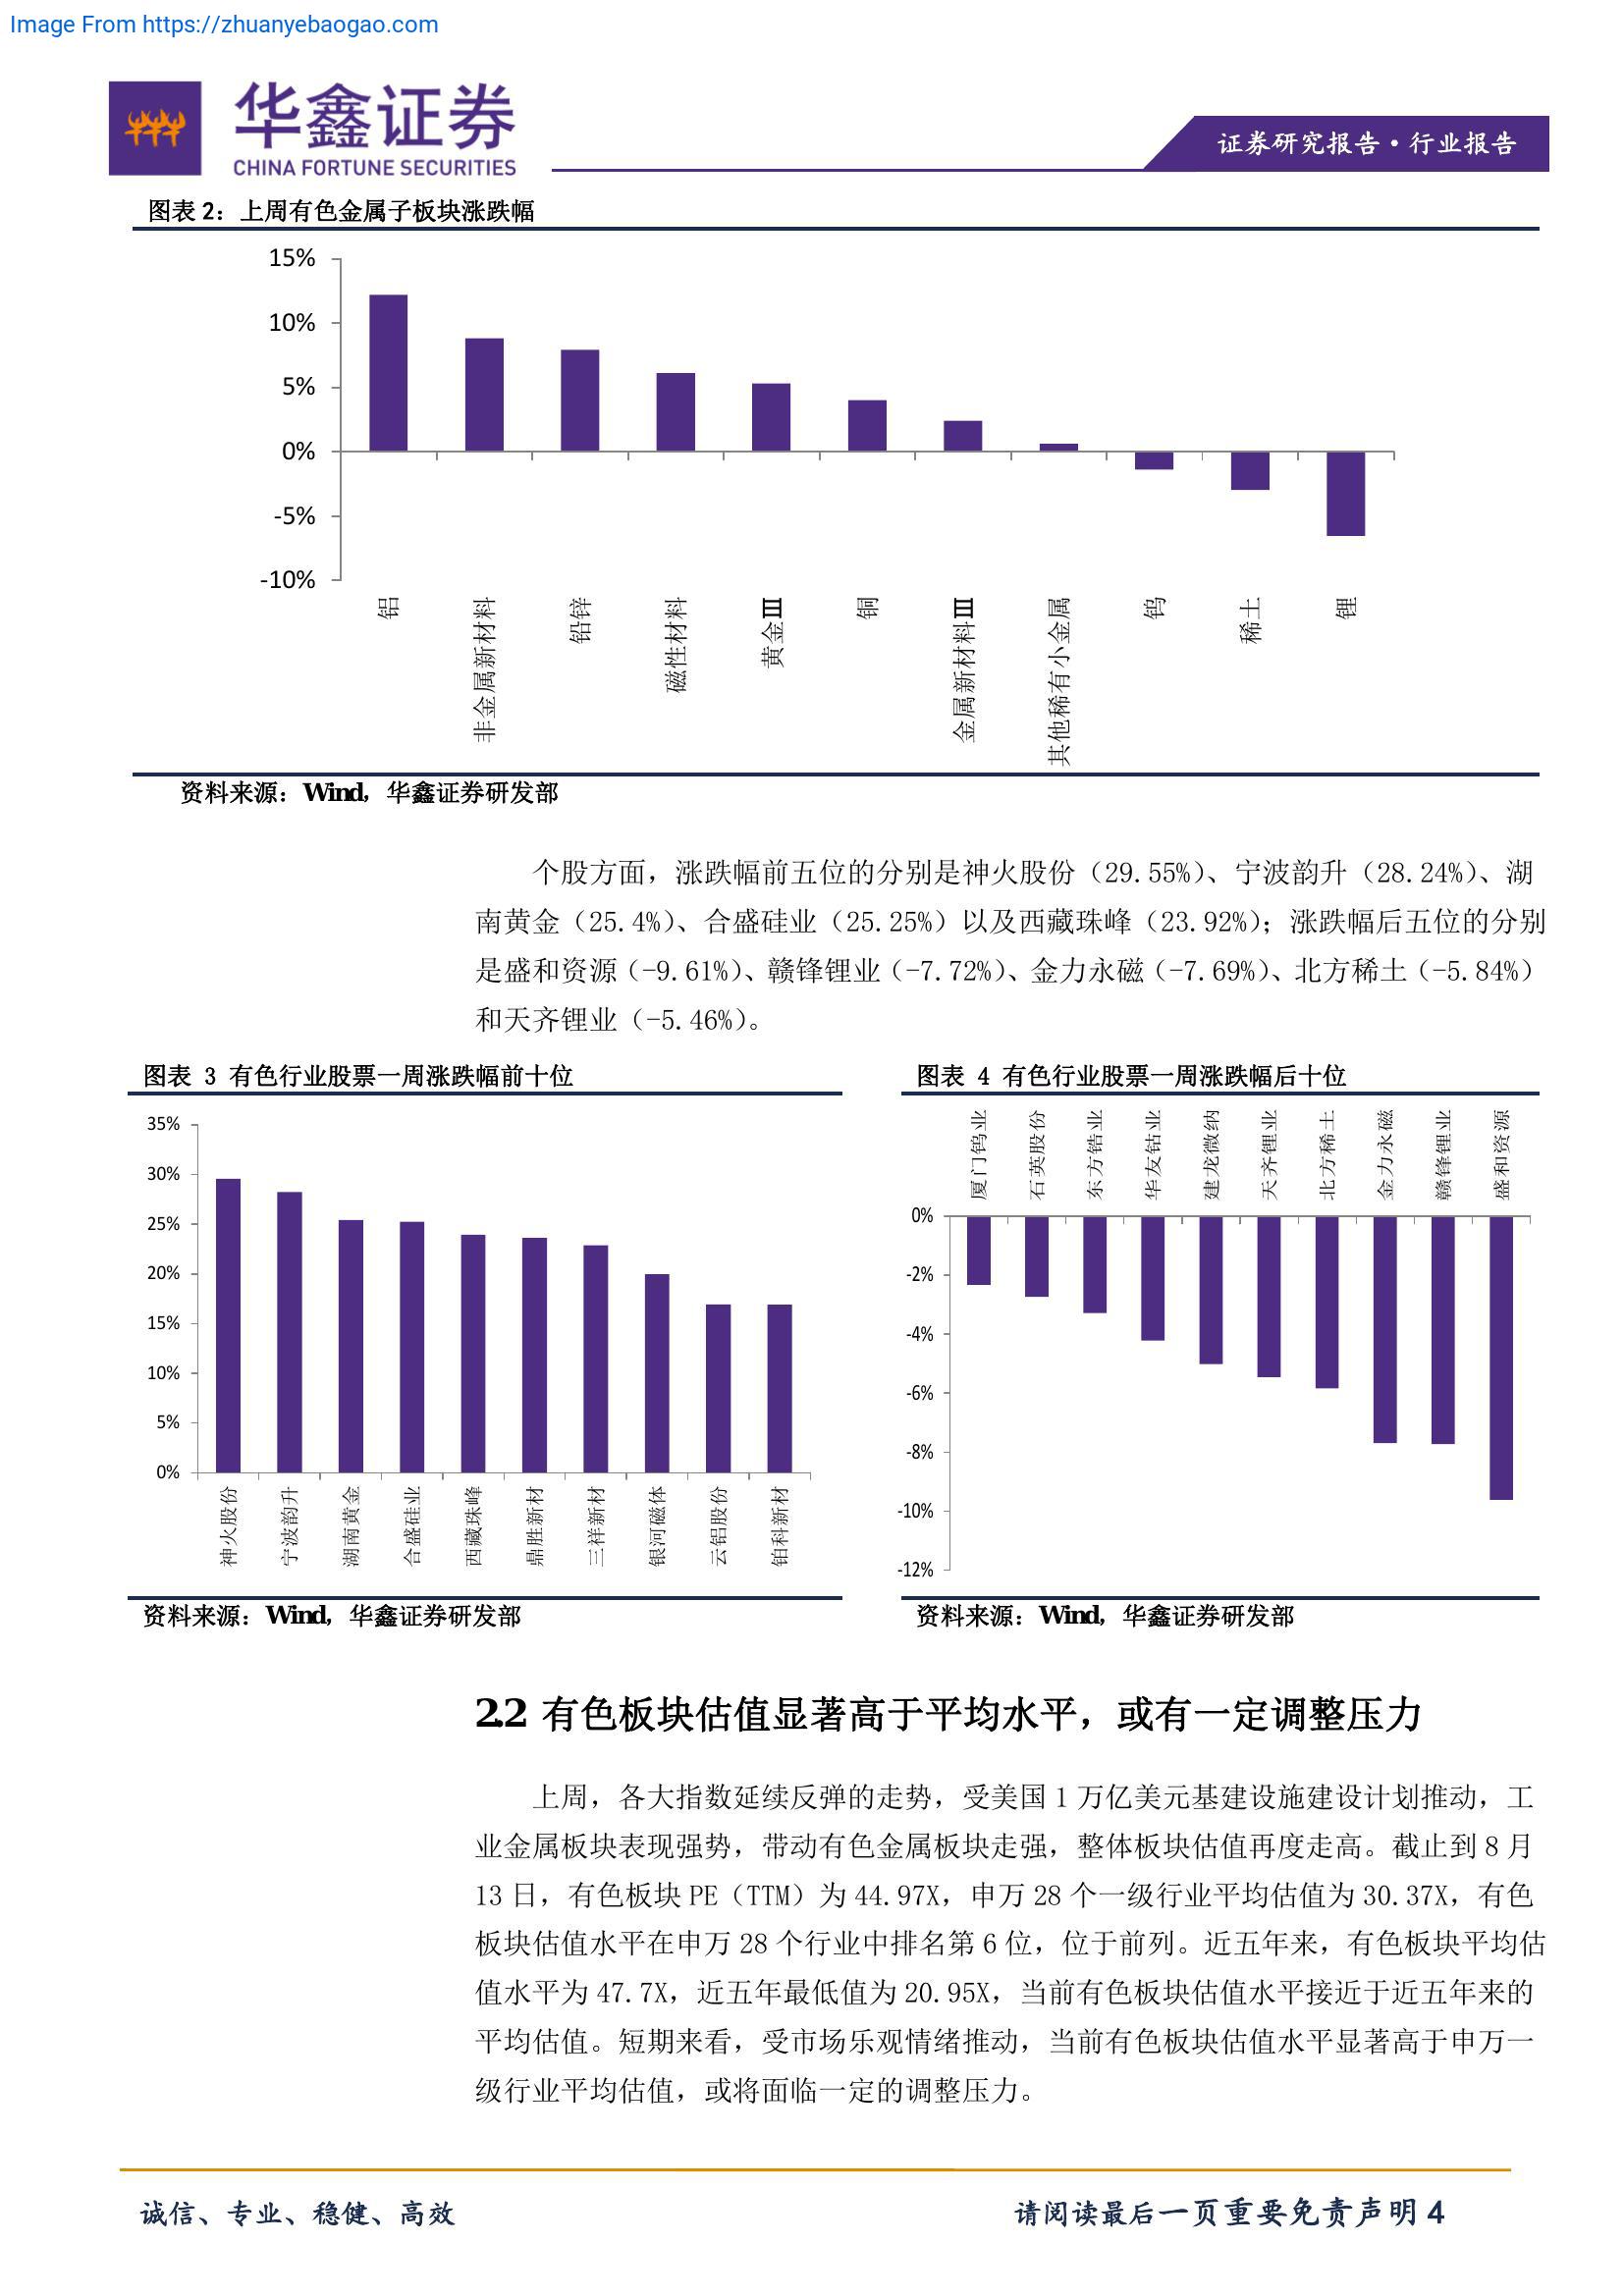 Image From https://zhuanyebaogao.com
华鑫证券
CHINA FORTUNE SECURITIES
证券研究报告·行业报告
图表 2：上周有色金属子板块涨跌幅
15%
10%
5%
0%
-5%
-10%
铝
非金属新材料
铅锌
磁性材料
黄金Ⅲ
铜
金属新材料Ⅲ
其他稀有小金属
钨
稀土
锂
资料来源：Wind，华鑫证券研发部
个股方面，涨跌幅前五位的分别是神火股份（29.55%）、宁波韵升（28.24%）、湖
南黄金（25.4%）、合盛硅业（25.25%）以及西藏珠峰（23.92%）；涨跌幅后五位的分别
是盛和资源（-9.61%）、赣锋锂业（-7.72%）、金力永磁（-7.69%）、北方稀土（-5.84%）
和天齐锂业（-5.46%）。
图表 3 有色行业股票一周涨跌幅前十位
35%
30%
25%
20%
15%
10%
5%
0%
神火股份
宁波韵升
湖南黄金
合盛硅业
西藏珠峰
鼎胜新材
三祥新材
银河磁体
云铝股份
铂科新材
资料来源：Wind，华鑫证券研发部
图表 4 有色行业股票一周涨跌幅后十位
厦门钨业
石英股份
东方锆业
华友钴业
建龙微纳
天齐锂业
北方稀土
金力永磁
赣锋锂业
盛和资源
0%
-2%
-4%
-6%
-8%
-10%
-12%
资料来源：Wind，华鑫证券研发部
2.2 有色板块估值显著高于平均水平，或有一定调整压力
上周，各大指数延续反弹的走势，受美国 1 万亿美元基建设施建设计划推动，工
业金属板块表现强势，带动有色金属板块走强，整体板块估值再度走高。截止到 8 月
13 日，有色板块 PE（TTM）为 44.97X，申万 28 个一级行业平均估值为 30.37X，有色
板块估值水平在申万 28 个行业中排名第 6 位，位于前列。近五年来，有色板块平均估
值水平为 47.7X，近五年最低值为 20.95X，当前有色板块估值水平接近于近五年来的
平均估值。短期来看，受市场乐观情绪推动，当前有色板块估值水平显著高于申万一
级行业平均估值，或将面临一定的调整压力。
诚信、专业、稳健、高效
请阅读最后一页重要免责声明 4